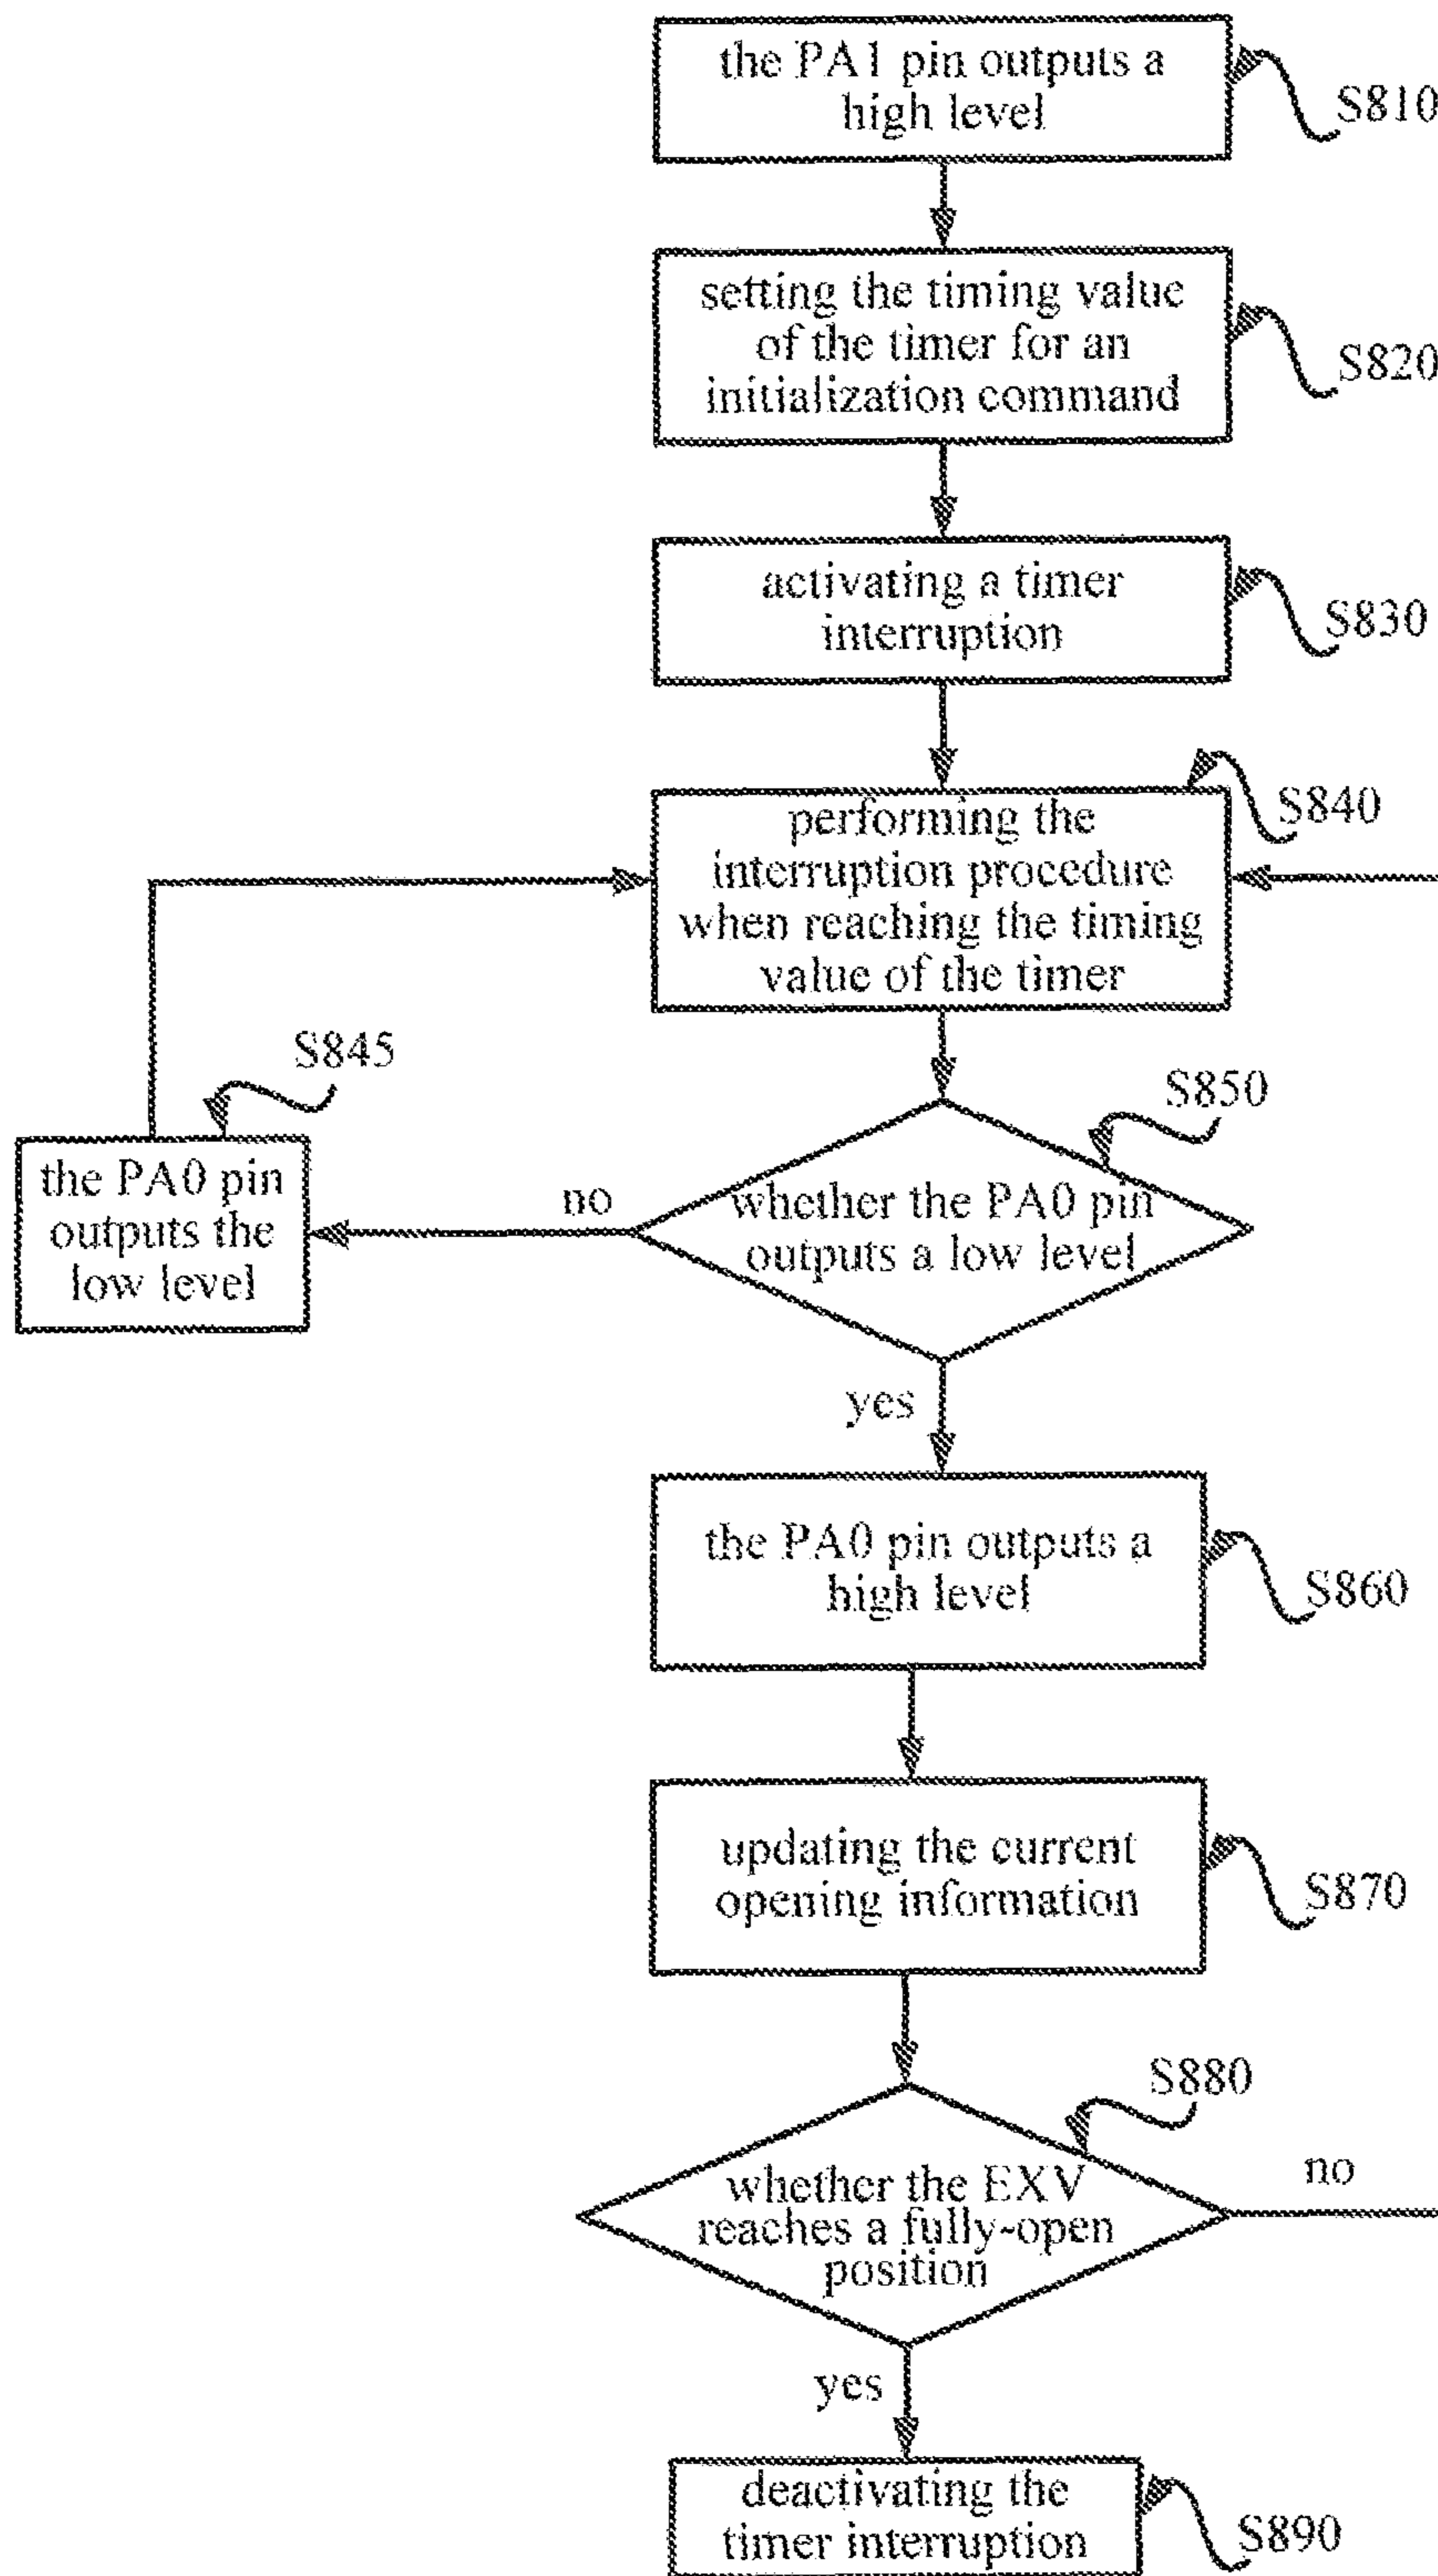 the PA1 pin outputs a
high level
S810
setting the timing value
of the timer for an
initialization command
S820
activating a timer
interruption
S830
S840
performing the
interruption procedure
when reaching the timing
value of the timer
S845
the PA0 pin
outputs the
low level
S850
no
whether the PA0 pin
outputs a low level
yes
the PA0 pin outputs a
high level
S860
updating the current
opening information
S870
S880
whether the EXV
reaches a fully-open
position
no
yes
deactivating the
timer interruption
S890